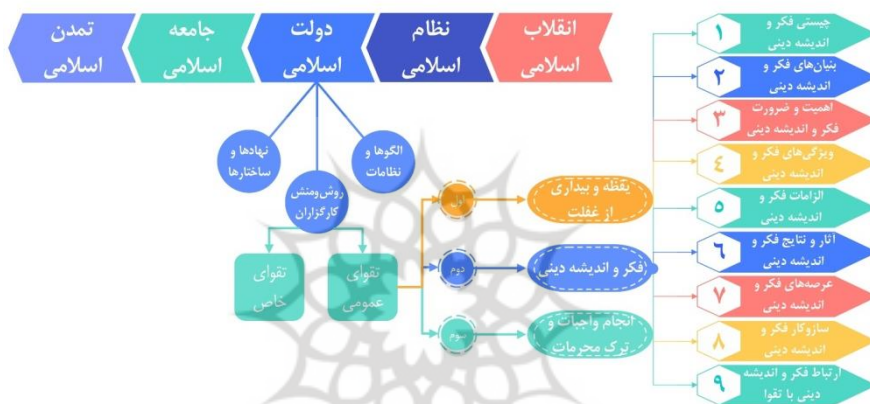 انقلاب
اسلامی
نظام
اسلامی
دولت
اسلامی
جامعه
اسلامی
تمدن
اسلامی
الگوها و
نظامات
روش‌ومنش
کارگزاران
نهادها و
ساختارها
تقوای
عمومی
تقوای
خاص
اول
یقظه و بیداری
از غفلت
دوم
فکر و اندیشه دینی
سوم
انجام واجبات و
ترک محرمات
۱
چیستی فکر و
اندیشه دینی
۲
بنیان‌های فکر و
اندیشه دینی
۳
اهمیت و ضرورت
فکر و اندیشه دینی
٤
ویژگی‌های فکر و
اندیشه دینی
۵
الزامات فکر و
اندیشه دینی
۶
آثار و نتایج فکر و
اندیشه دینی
۷
عرصه‌های فکر و
اندیشه دینی
۸
سازوکار فکر و
اندیشه دینی
۹
ارتباط فکر و اندیشه
دینی با تقوا